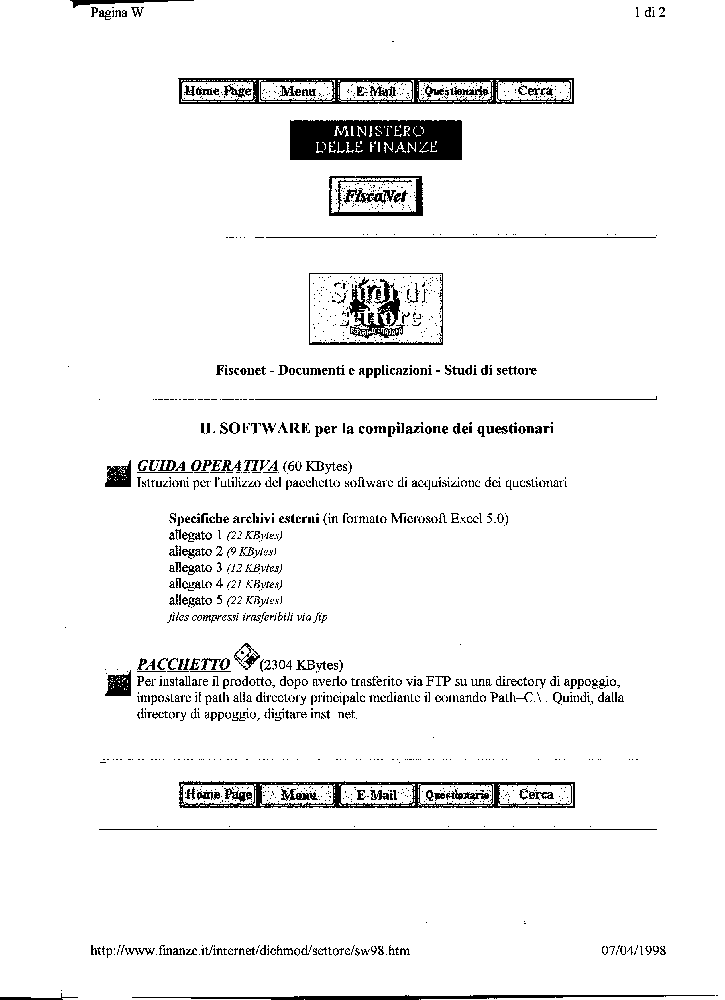 Pagina W
1 di 2
Home Page Menu E-Mail Questionario Cerca
MINISTERO
DELLE FINANZE
FiscoNet
Studi di
settore
REPUBBLICA ITALIANA
Fisconet - Documenti e applicazioni - Studi di settore
IL SOFTWARE per la compilazione dei questionari
GUIDA OPERATIVA (60 KBytes)
Istruzioni per l'utilizzo del pacchetto software di acquisizione dei questionari
Specifiche archivi esterni (in formato Microsoft Excel 5.0)
allegato 1 (22 KBytes)
allegato 2 (9 KBytes)
allegato 3 (12 KBytes)
allegato 4 (21 KBytes)
allegato 5 (22 KBytes)
files compressi trasferibili via ftp
PACCHETTO (2304 KBytes)
Per installare il prodotto, dopo averlo trasferito via FTP su una directory di appoggio,
impostare il path alla directory principale mediante il comando Path=C:\ . Quindi, dalla
directory di appoggio, digitare inst_net.
Home Page Menu E-Mail Questionario Cerca
http://www.finanze.it/internet/dichmod/settore/sw98.htm
07/04/1998